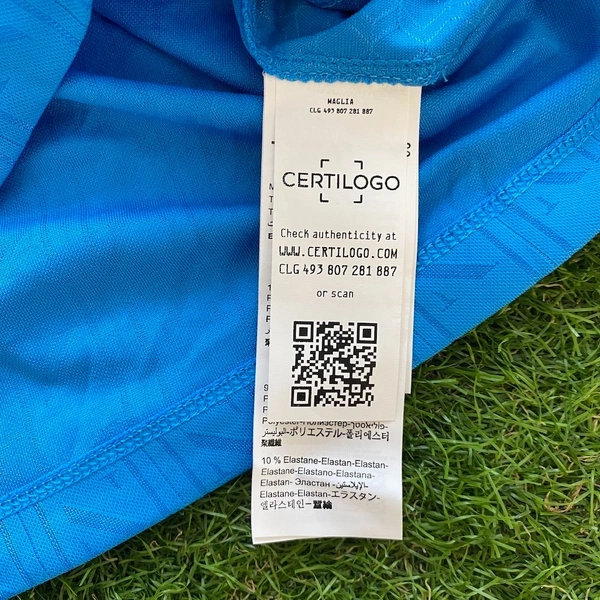 MAGLIA
CLG 493 807 281 887
CERTILOGO
Check authenticity at
WWW.CERTILOGO.COM
CLG 493 807 281 887
or scan
-ポリエステル-폴리에스터
聚酯纖維
10 % Elastane-Elastan-Elastan-
Elastane-Elastano-Elastana-
Elastan- Эластан -الإيلاستين-
Elastane-Elastan-エラスタン-
엘라스테인-